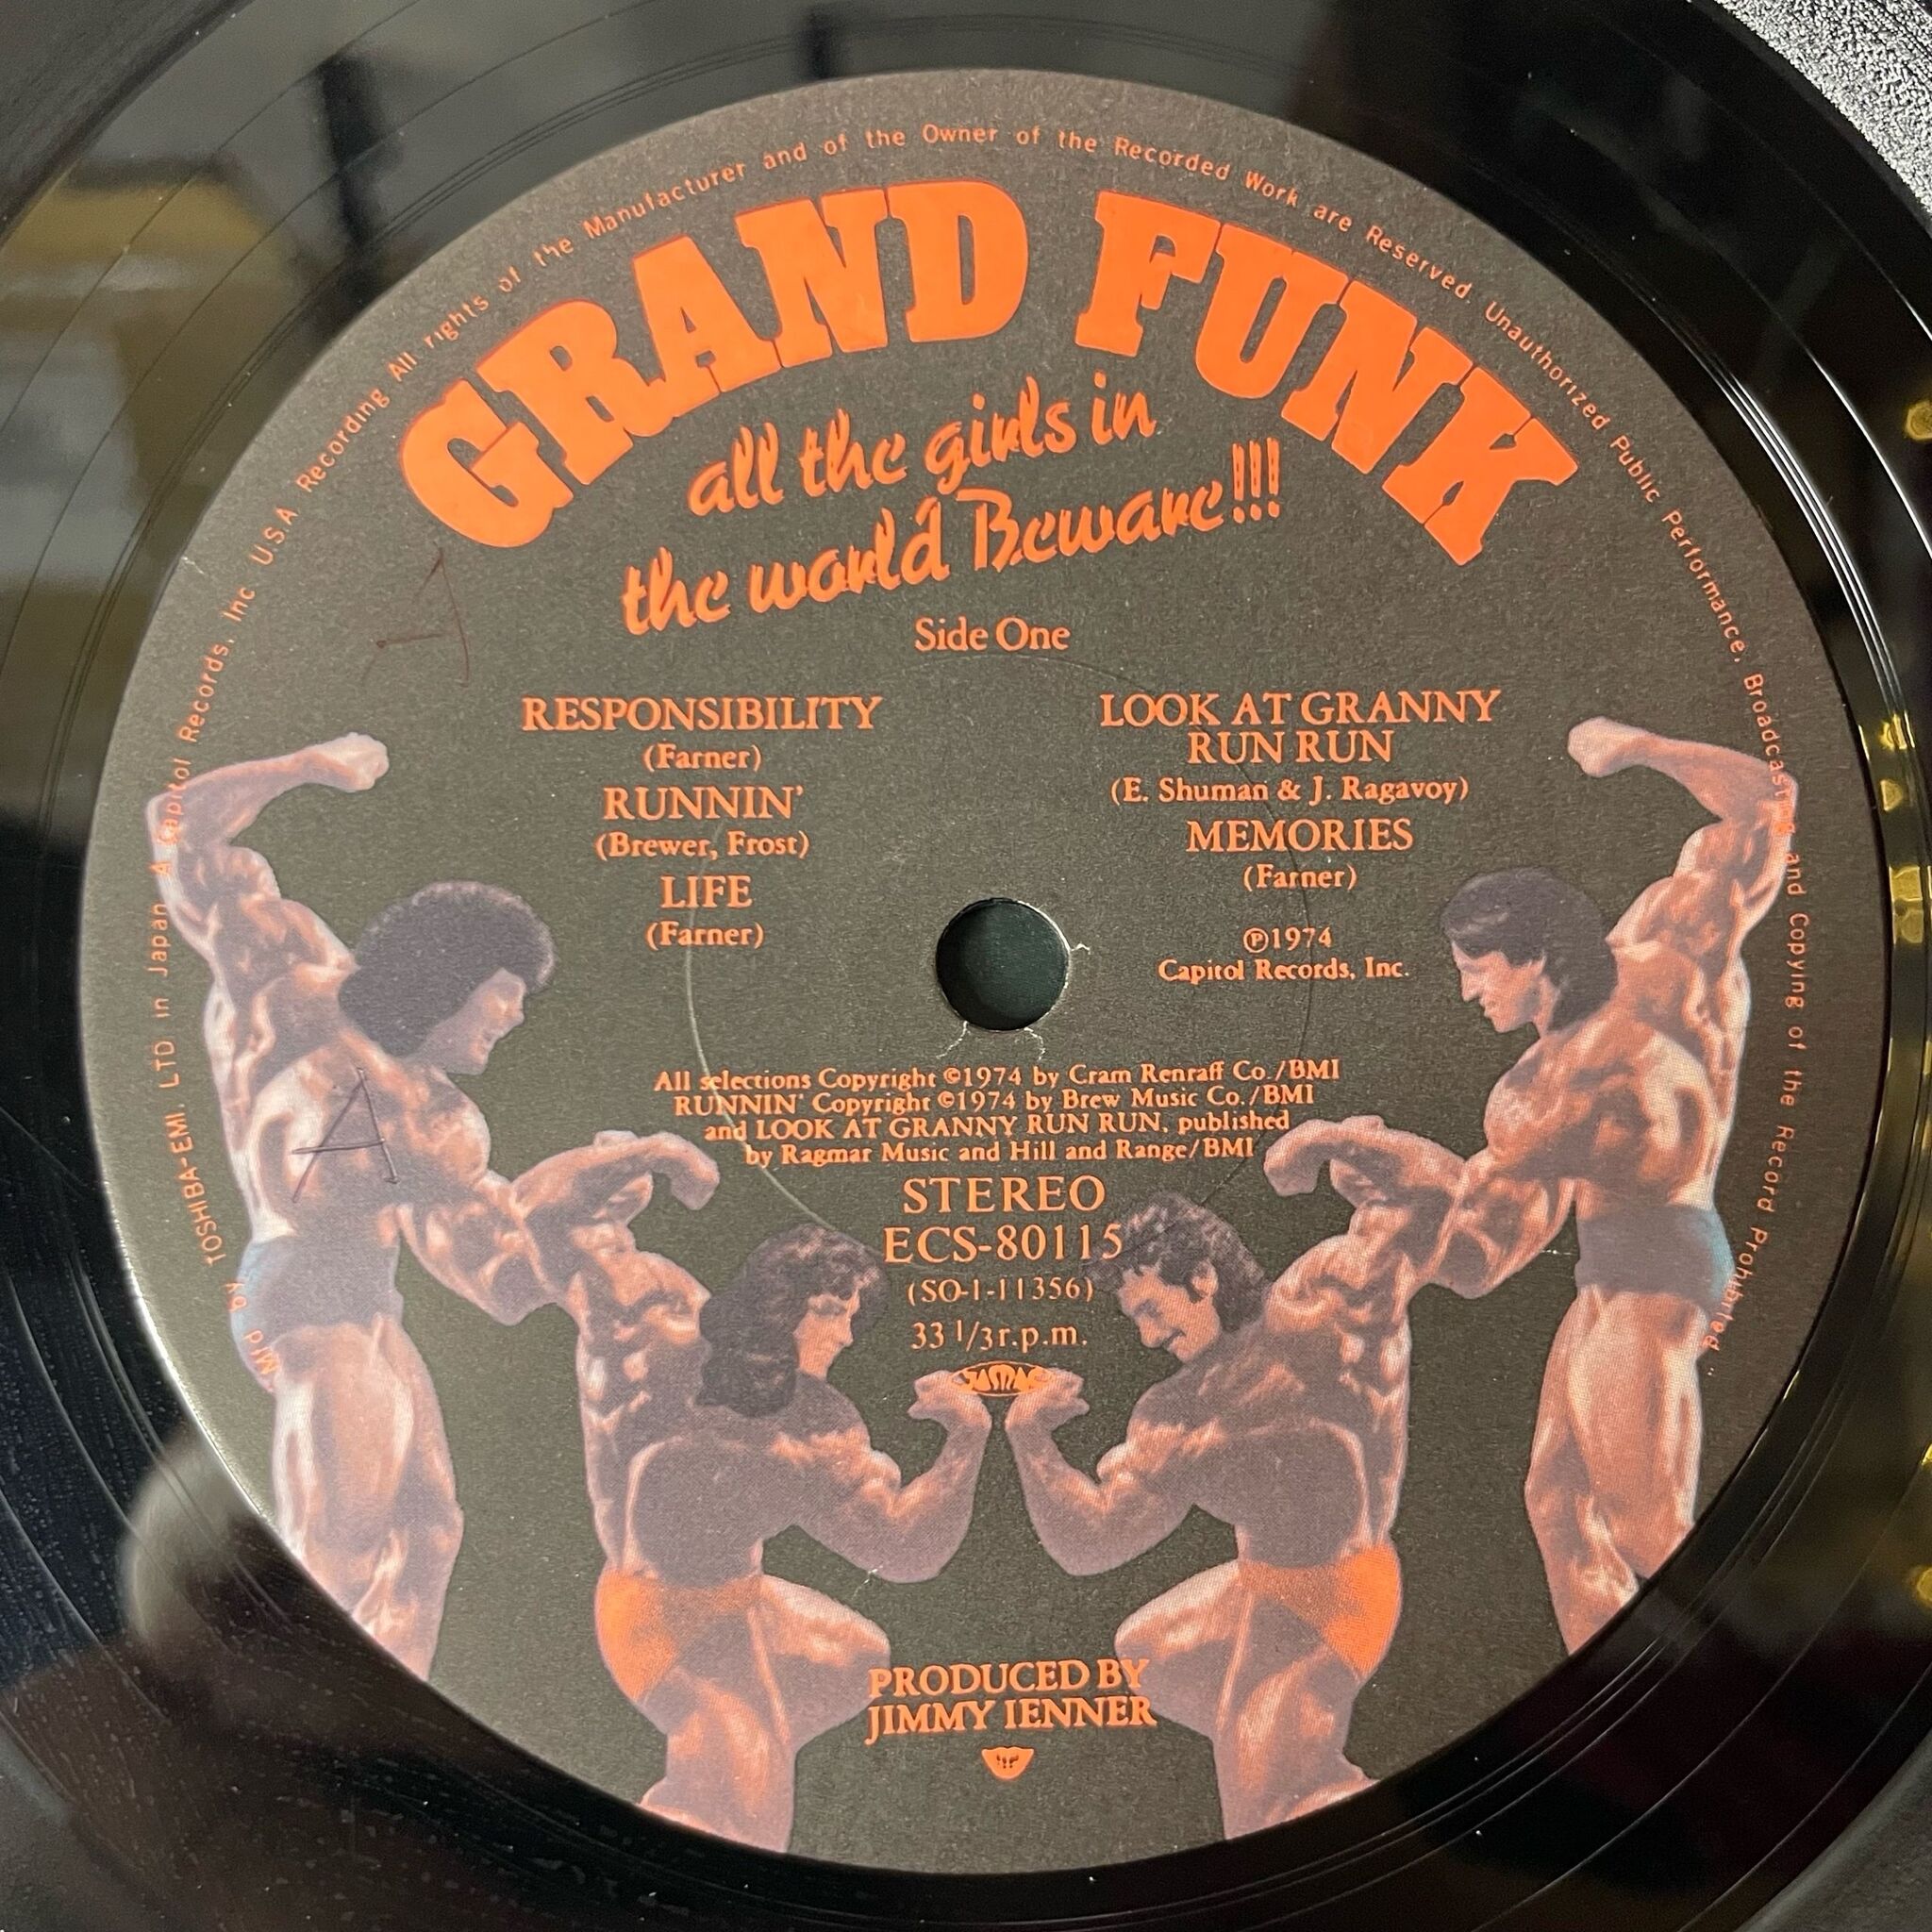 Mfd by TOSHIBA-EMI, LTD in Japan A Capitol Records, Inc U.S.A Recording All rights of the Manufacturer and of the Owner of the Recorded Work are Reserved. Unauthorized Public Performance, Broadcasting and Copying of the Record Prohibited
GRAND FUNK
all the girls in
the world Beware!!!
Side One
RESPONSIBILITY
(Farner)
RUNNIN'
(Brewer, Frost)
LIFE
(Farner)
LOOK AT GRANNY
RUN RUN
(E. Shuman & J. Ragavoy)
MEMORIES
(Farner)
℗1974
Capitol Records, Inc.
A
A
All selections Copyright ©1974 by Cram Renraff Co./BMI
RUNNIN' Copyright ©1974 by Brew Music Co./BMI
and LOOK AT GRANNY RUN RUN, published
by Ragmar Music and Hill and Range/BMI
STEREO
ECS-80115
(SO-1-11356)
33 1/3 r.p.m.
PRODUCED BY
JIMMY IENNER